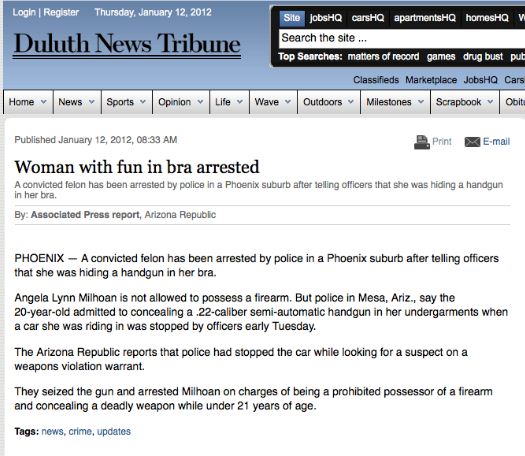 Login | Register Thursday, January 12, 2012
Duluth News Tribune
Site jobsHQ carsHQ apartmentsHQ homesHQ
Search the site ...
Top Searches: matters of record games drug bust
Classifieds Marketplace JobsHQ Cars
Home News Sports Opinion Life Wave Outdoors Milestones Scrapbook
Published January 12, 2012, 08:33 AM
Print E-mail
Woman with fun in bra arrested
A convicted felon has been arrested by police in a Phoenix suburb after telling officers that she was hiding a handgun
in her bra.
By: Associated Press report, Arizona Republic
PHOENIX — A convicted felon has been arrested by police in a Phoenix suburb after telling officers
that she was hiding a handgun in her bra.
Angela Lynn Milhoan is not allowed to possess a firearm. But police in Mesa, Ariz., say the
20-year-old admitted to concealing a .22-caliber semi-automatic handgun in her undergarments when
a car she was riding in was stopped by officers early Tuesday.
The Arizona Republic reports that police had stopped the car while looking for a suspect on a
weapons violation warrant.
They seized the gun and arrested Milhoan on charges of being a prohibited possessor of a firearm
and concealing a deadly weapon while under 21 years of age.
Tags: news, crime, updates